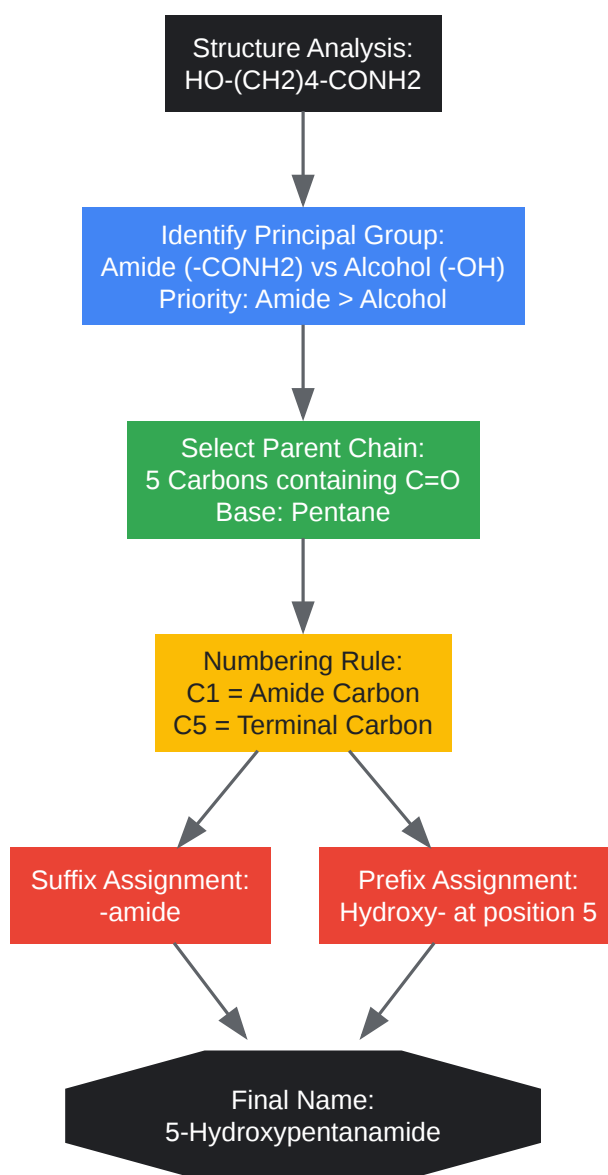 Structure Analysis:
HO-(CH2)4-CONH2
Identify Principal Group:
Amide (-CONH2) vs Alcohol (-OH)
Priority: Amide > Alcohol
Select Parent Chain:
5 Carbons containing C=O
Base: Pentane
Numbering Rule:
C1 = Amide Carbon
C5 = Terminal Carbon
Suffix Assignment:
-amide
Prefix Assignment:
Hydroxy- at position 5
Final Name:
5-Hydroxypentanamide